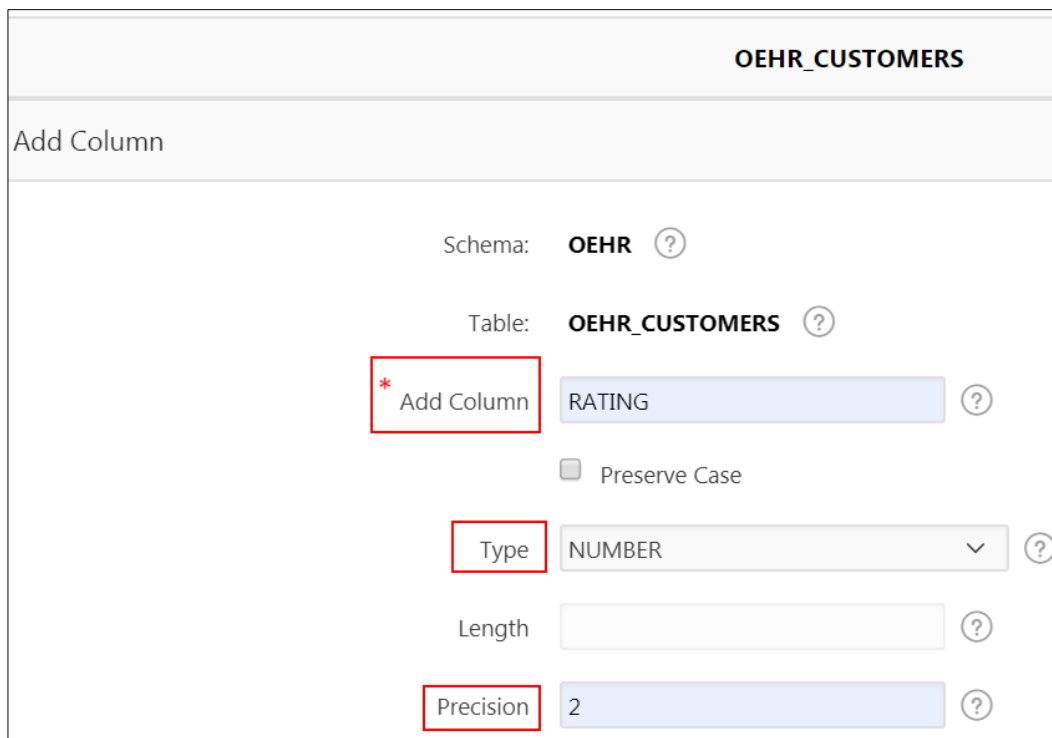 OEHR_CUSTOMERS
Add Column
Schema: OEHR ?
Table: OEHR_CUSTOMERS ?
* Add Column RATING ?
Preserve Case
Type NUMBER ?
Length ?
Precision 2 ?